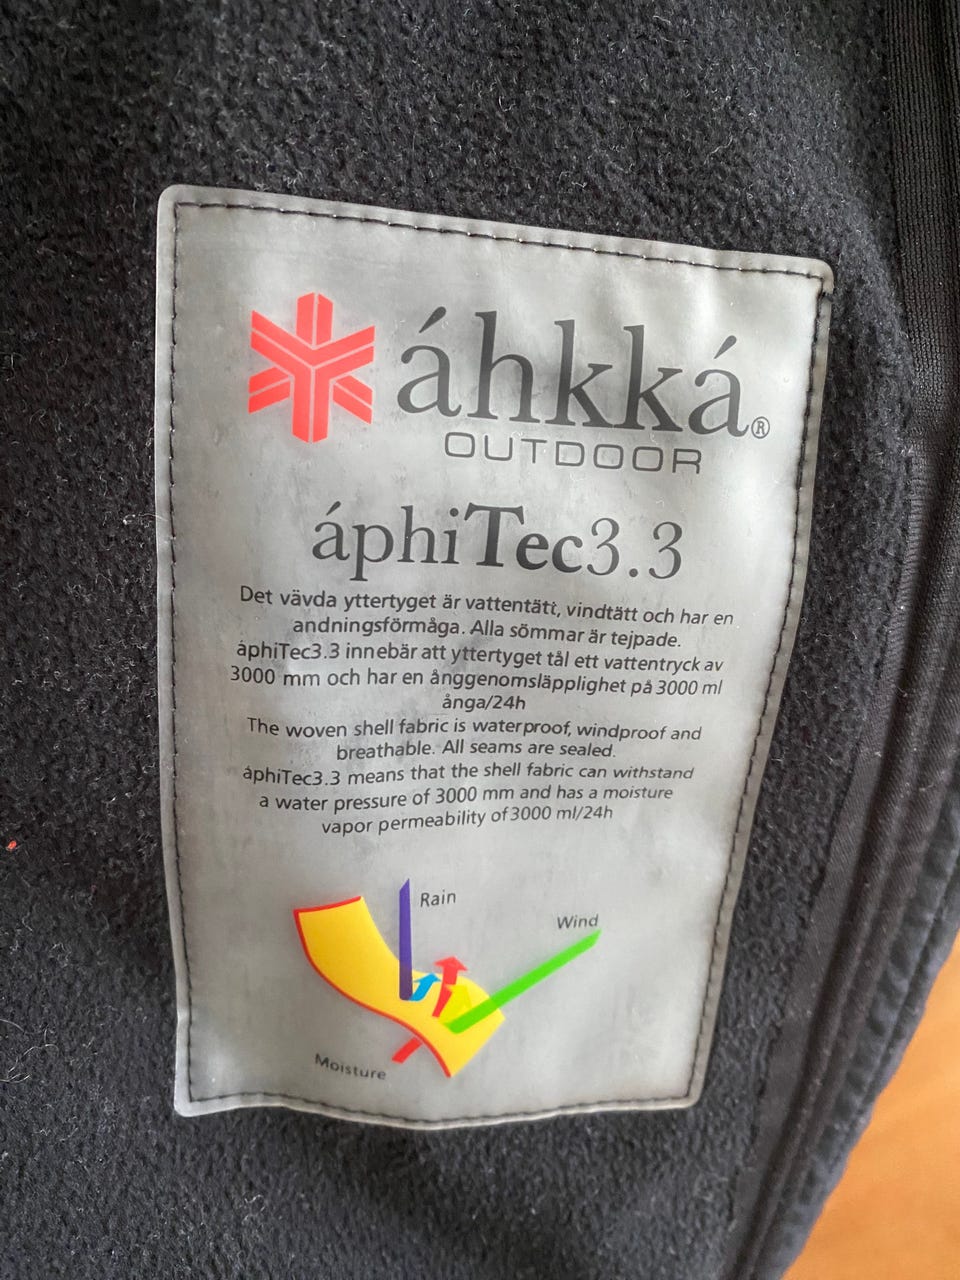 áhkká®
OUTDOOR
áphiTec3.3
Det vävda yttertyget är vattentätt, vindtätt och har en
andningsförmåga. Alla sömmar är tejpade.
áphiTec3.3 innebär att yttertyget tål ett vattentryck av
3000 mm och har en ånggenomsläpplighet på 3000 ml
ånga/24h
The woven shell fabric is waterproof, windproof and
breathable. All seams are sealed.
áphiTec3.3 means that the shell fabric can withstand
a water pressure of 3000 mm and has a moisture
vapor permeability of 3000 ml/24h
Rain
Wind
Moisture